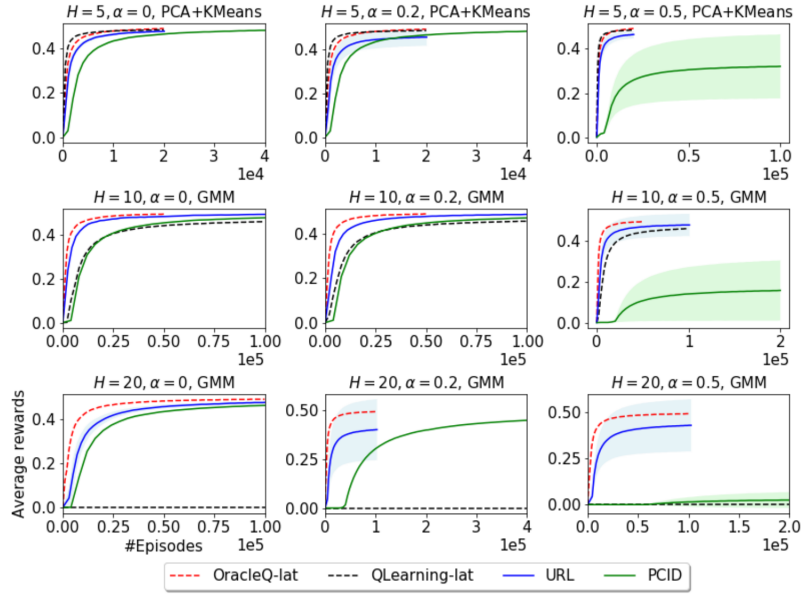 H = 5, α = 0, PCA+KMeans
H = 5, α = 0.2, PCA+KMeans
H = 5, α = 0.5, PCA+KMeans
0.4
0.2
0.0
0 1 2 3 4
1e4
0.4
0.2
0.0
0 1 2 3 4
1e4
0.4
0.2
0.0
0.0 0.5 1.0
1e5
H = 10, α = 0, GMM
H = 10, α = 0.2, GMM
H = 10, α = 0.5, GMM
0.4
0.2
0.0
0.00 0.25 0.50 0.75 1.00
1e5
0.4
0.2
0.0
0.00 0.25 0.50 0.75 1.00
1e5
0.4
0.2
0.0
0 1 2
1e5
H = 20, α = 0, GMM
H = 20, α = 0.2, GMM
H = 20, α = 0.5, GMM
Average rewards
0.4
0.2
0.0
0.00 0.25 0.50 0.75 1.00
#Episodes
1e5
0.50
0.25
0.00
0 1 2 3 4
1e5
0.50
0.25
0.00
0.0 0.5 1.0 1.5 2.0
1e5
OracleQ-lat QLearning-lat URL PCID